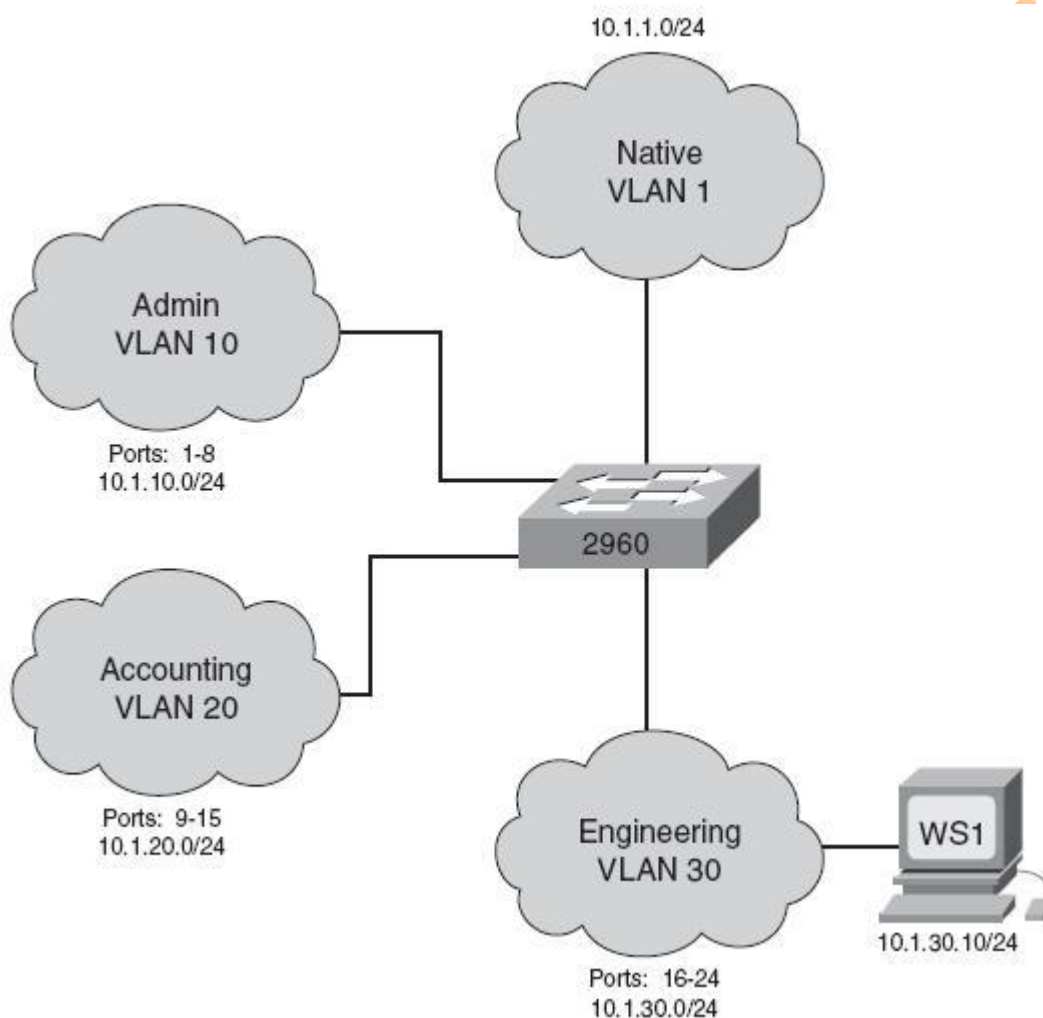 10.1.1.0/24
Native
VLAN 1
Admin
VLAN 10
Ports: 1-8
10.1.10.0/24
2960
Accounting
VLAN 20
Ports: 9-15
10.1.20.0/24
Engineering
VLAN 30
Ports: 16-24
10.1.30.0/24
WS1
10.1.30.10/24